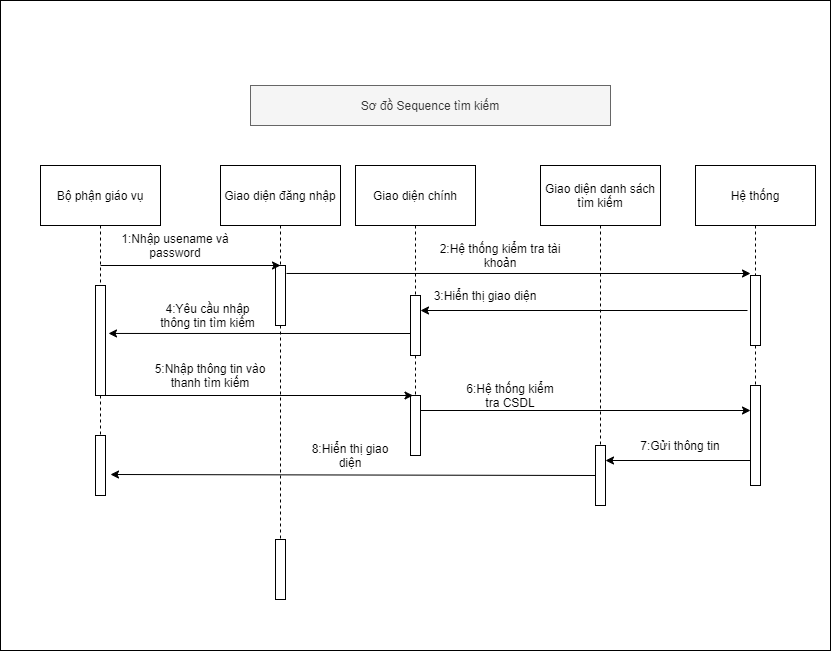 Sơ đồ Sequence tìm kiếm
Bộ phận giáo vụ
Giao diện đăng nhập
Giao diện chính
Giao diện danh sách
tìm kiếm
Hệ thống
1:Nhập usename và
password
2:Hệ thống kiểm tra tài
khoản
3:Hiển thị giao diện
4:Yêu cầu nhập
thông tin tìm kiếm
5:Nhập thông tin vào
thanh tìm kiếm
6:Hệ thống kiểm
tra CSDL
7:Gửi thông tin
8:Hiển thị giao
diện